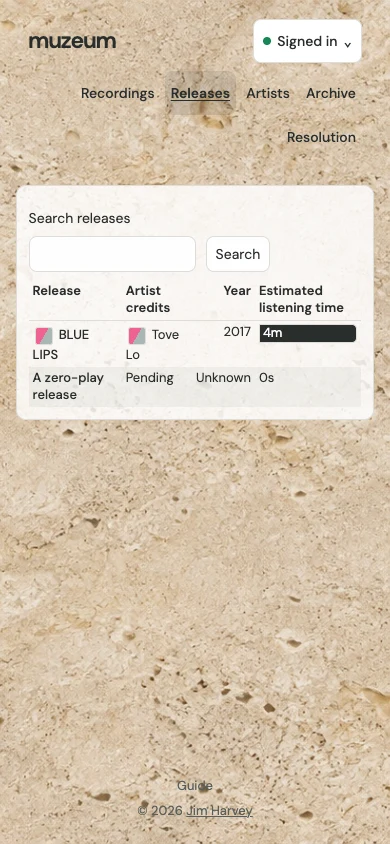 muzeum
Signed in
Recordings Releases Artists Archive
Resolution
Search releases
Search
Release Artist credits Year Estimated listening time
BLUE LIPS Tove Lo 2017 4m
A zero-play release Pending Unknown 0s
Guide
© 2026 Jim Harvey